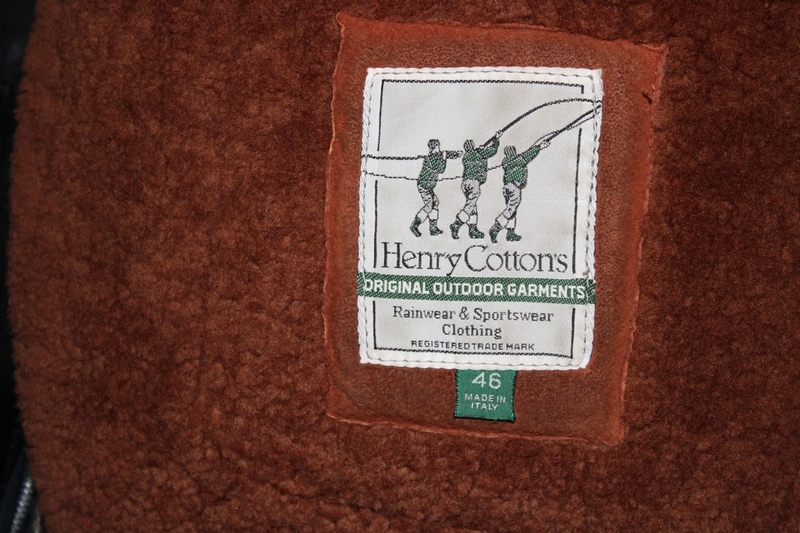 Henry Cotton's
ORIGINAL OUTDOOR GARMENTS
Rainwear & Sportswear
Clothing
REGISTERED TRADE MARK
46
MADE IN
ITALY